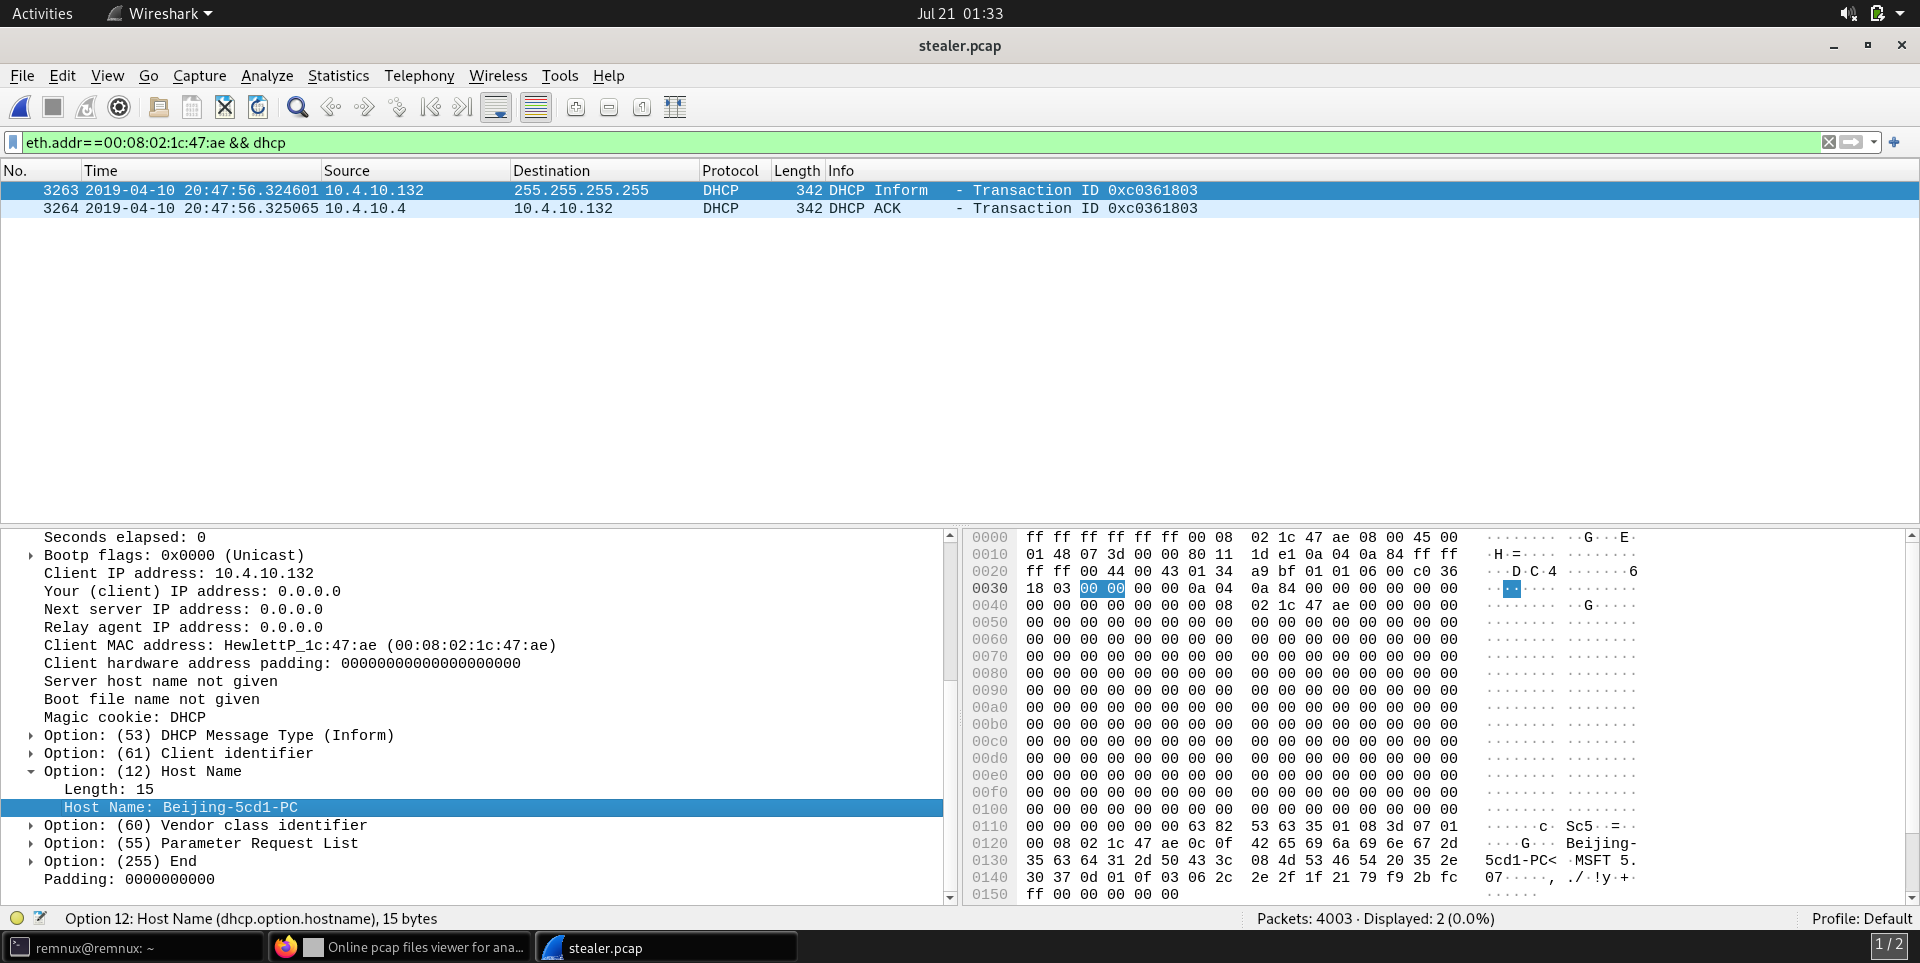 Activities Wireshark Jul 21 01:33
stealer.pcap
File Edit View Go Capture Analyze Statistics Telephony Wireless Tools Help
eth.addr==00:08:02:1c:47:ae && dhcp
No. Time Source Destination Protocol Length Info
3263 2019-04-10 20:47:56.324601 10.4.10.132 255.255.255.255 DHCP 342 DHCP Inform - Transaction ID 0xc0361803
3264 2019-04-10 20:47:56.325065 10.4.10.4 10.4.10.132 DHCP 342 DHCP ACK - Transaction ID 0xc0361803
Seconds elapsed: 0
Bootp flags: 0x0000 (Unicast)
Client IP address: 10.4.10.132
Your (client) IP address: 0.0.0.0
Next server IP address: 0.0.0.0
Relay agent IP address: 0.0.0.0
Client MAC address: HewlettP_1c:47:ae (00:08:02:1c:47:ae)
Client hardware address padding: 00000000000000000000
Server host name not given
Boot file name not given
Magic cookie: DHCP
Option: (53) DHCP Message Type (Inform)
Option: (61) Client identifier
Option: (12) Host Name
Length: 15
Host Name: Beijing-5cd1-PC
Option: (60) Vendor class identifier
Option: (55) Parameter Request List
Option: (255) End
Padding: 0000000000
0000 ff ff ff ff ff ff 00 08 02 1c 47 ae 08 00 45 00 ········ ··G···E·
0010 01 48 07 3d 00 00 80 11 1d e1 0a 04 0a 84 ff ff ·H·=···· ········
0020 ff ff 00 44 00 43 01 34 a9 bf 01 01 06 00 c0 36 ···D·C·4 ·······6
0030 18 03 00 00 00 00 0a 04 0a 84 00 00 00 00 00 00 ········ ········
0040 00 00 00 00 00 00 00 08 02 1c 47 ae 00 00 00 00 ········ ··G·····
0050 00 00 00 00 00 00 00 00 00 00 00 00 00 00 00 00 ········ ········
0060 00 00 00 00 00 00 00 00 00 00 00 00 00 00 00 00 ········ ········
0070 00 00 00 00 00 00 00 00 00 00 00 00 00 00 00 00 ········ ········
0080 00 00 00 00 00 00 00 00 00 00 00 00 00 00 00 00 ········ ········
0090 00 00 00 00 00 00 00 00 00 00 00 00 00 00 00 00 ········ ········
00a0 00 00 00 00 00 00 00 00 00 00 00 00 00 00 00 00 ········ ········
00b0 00 00 00 00 00 00 00 00 00 00 00 00 00 00 00 00 ········ ········
00c0 00 00 00 00 00 00 00 00 00 00 00 00 00 00 00 00 ········ ········
00d0 00 00 00 00 00 00 00 00 00 00 00 00 00 00 00 00 ········ ········
00e0 00 00 00 00 00 00 00 00 00 00 00 00 00 00 00 00 ········ ········
00f0 00 00 00 00 00 00 00 00 00 00 00 00 00 00 00 00 ········ ········
0100 00 00 00 00 00 00 00 00 00 00 00 00 00 00 00 00 ········ ········
0110 00 00 00 00 00 00 63 82 53 63 35 01 08 3d 07 01 ······c· Sc5··=··
0120 00 08 02 1c 47 ae 0c 0f 42 65 69 6a 69 6e 67 2d ····G··· Beijing-
0130 35 63 64 31 2d 50 43 3c 08 4d 53 46 54 20 35 2e 5cd1-PC< ·MSFT 5.
0140 30 37 0d 01 0f 03 06 2c 2e 2f 1f 21 79 f9 2b fc 07·····, ./·!y·+·
0150 ff 00 00 00 00 00 ······
Option 12: Host Name (dhcp.option.hostname), 15 bytes Packets: 4003 · Displayed: 2 (0.0%) Profile: Default
remnux@remnux: ~ Online pcap files viewer for ana... stealer.pcap 1 / 2